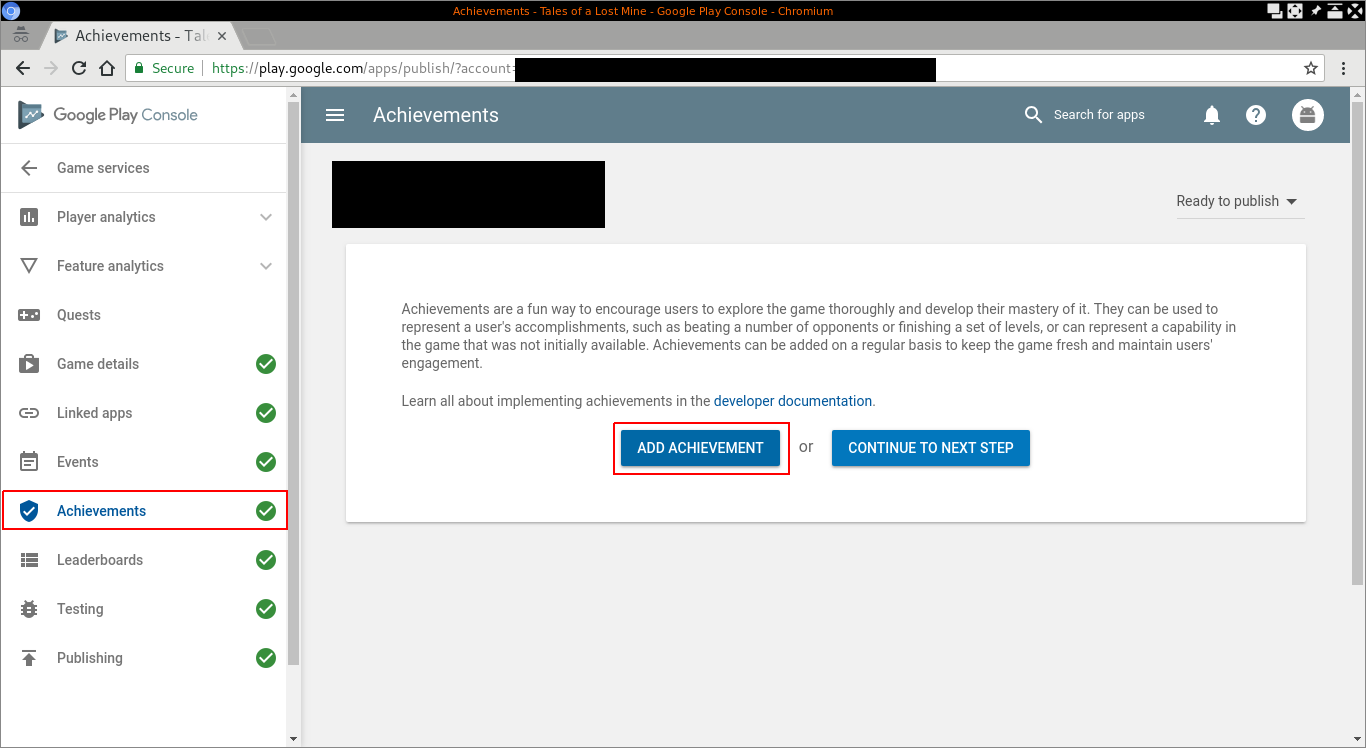 Achievements - Tales of a Lost Mine - Google Play Console - Chromium
Achievements - Tal
Secure
https://play.google.com/apps/publish/?account=
Google Play Console
Achievements
Search for apps
Game services
Player analytics
Feature analytics
Quests
Game details
Linked apps
Events
Achievements
Leaderboards
Testing
Publishing
Ready to publish
Achievements are a fun way to encourage users to explore the game thoroughly and develop their mastery of it. They can be used to
represent a user's accomplishments, such as beating a number of opponents or finishing a set of levels, or can represent a capability in
the game that was not initially available. Achievements can be added on a regular basis to keep the game fresh and maintain users'
engagement.
Learn all about implementing achievements in the developer documentation.
ADD ACHIEVEMENT or CONTINUE TO NEXT STEP